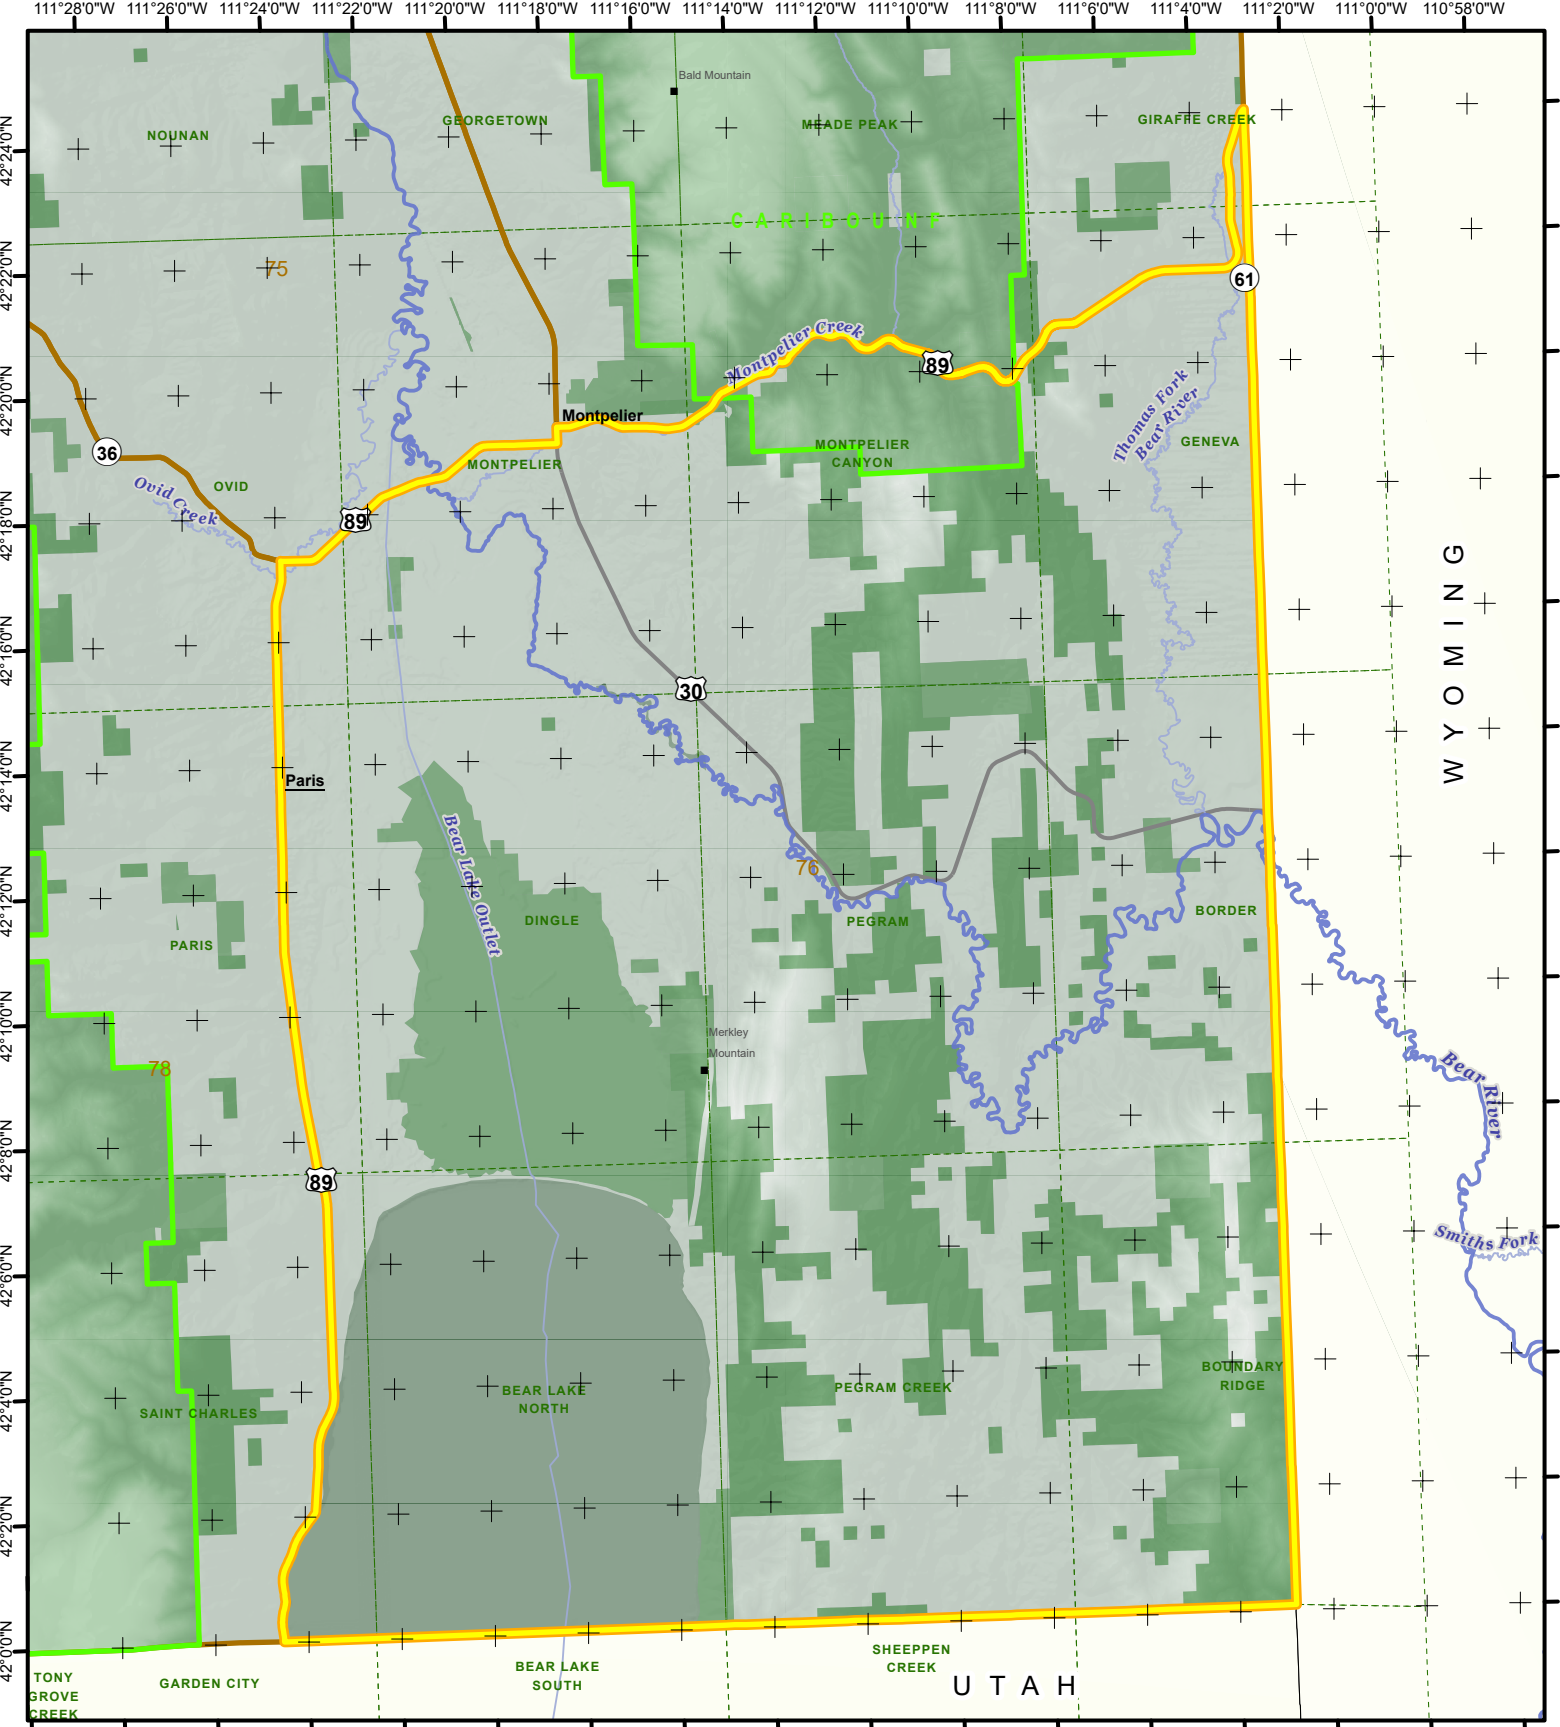 111°28'0"W 111°26'0"W 111°24'0"W 111°22'0"W 111°20'0"W 111°18'0"W 111°16'0"W 111°14'0"W 111°12'0"W 111°10'0"W 111°8'0"W 111°6'0"W 111°4'0"W 111°2'0"W 111°0'0"W 110°58'0"W
Bald Mountain
42°24'0"N
NOUNAN
GEORGETOWN
MEADE PEAK
GIRAFFE CREEK
CARIBOU NF
42°22'0"N
75
61
42°20'0"N
Montpelier Creek
89
Montpelier
Thomas Fork
Bear River
GENEVA
MONTPELIER
CANYON
36
MONTPELIER
OVID
Ovid Creek
42°18'0"N
89
WYOMING
42°16'0"N
30
42°14'0"N
Paris
Bear Lake Outlet
76
42°12'0"N
DINGLE
PEGRAM
BORDER
PARIS
42°10'0"N
Merkley
Mountain
78
Bear River
42°8'0"N
89
42°6'0"N
Smiths Fork
BOUNDARY
RIDGE
42°4'0"N
BEAR LAKE
NORTH
PEGRAM CREEK
SAINT CHARLES
42°2'0"N
42°0'0"N
TONY
GROVE
CREEK
GARDEN CITY
BEAR LAKE
SOUTH
SHEEPPEN
CREEK
UTAH